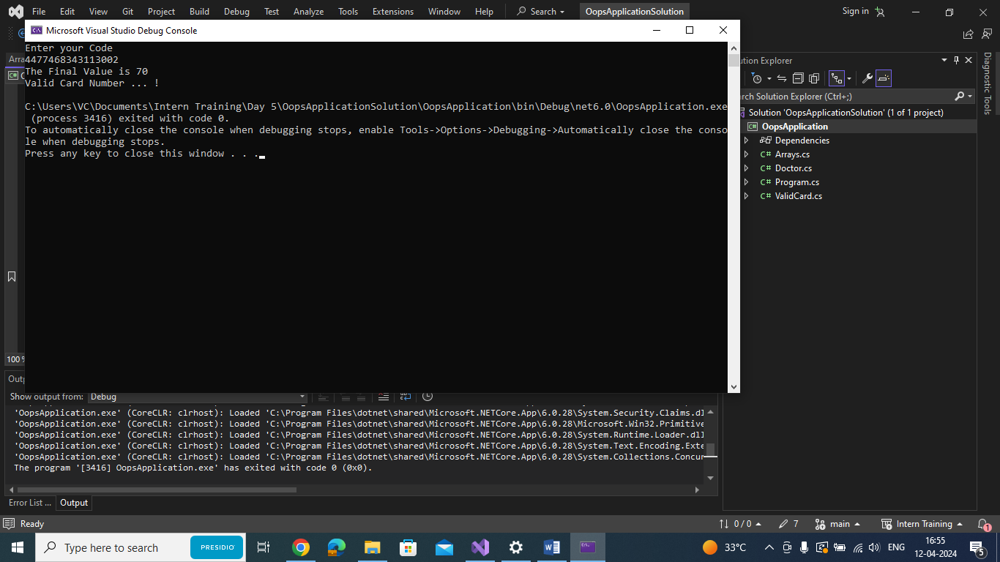 File Edit View Git Project Build Debug Test Analyze Tools Extensions Window Help Search OopsApplicationSolution Sign in
Microsoft Visual Studio Debug Console
Enter your Code
4477468343113002
The Final Value is 70
Valid Card Number ... !
C:\Users\VC\Documents\Intern Training\Day 5\OopsApplicationSolution\OopsApplication\bin\Debug\net6.0\OopsApplication.exe
(process 3416) exited with code 0.
To automatically close the console when debugging stops, enable Tools->Options->Debugging->Automatically close the conso
le when debugging stops.
Press any key to close this window . . .
Arra
C#
100 %
Outp
Show output from: Debug
'OopsApplication.exe' (CoreCLR: clrhost): Loaded 'C:\Program Files\dotnet\shared\Microsoft.NETCore.App\6.0.28\System.Security.Claims.dl
'OopsApplication.exe' (CoreCLR: clrhost): Loaded 'C:\Program Files\dotnet\shared\Microsoft.NETCore.App\6.0.28\Microsoft.Win32.Primitive
'OopsApplication.exe' (CoreCLR: clrhost): Loaded 'C:\Program Files\dotnet\shared\Microsoft.NETCore.App\6.0.28\System.Runtime.Loader.dll
'OopsApplication.exe' (CoreCLR: clrhost): Loaded 'C:\Program Files\dotnet\shared\Microsoft.NETCore.App\6.0.28\System.Text.Encoding.Exte
'OopsApplication.exe' (CoreCLR: clrhost): Loaded 'C:\Program Files\dotnet\shared\Microsoft.NETCore.App\6.0.28\System.Collections.Concur
The program '[3416] OopsApplication.exe' has exited with code 0 (0x0).
Error List ... Output
ution Explorer
rch Solution Explorer (Ctrl+;)
Solution 'OopsApplicationSolution' (1 of 1 project)
C# OopsApplication
Dependencies
C# Arrays.cs
C# Doctor.cs
C# Program.cs
C# ValidCard.cs
Diagnostic Tools
Ready 0 / 0 7 main Intern Training 1
Type here to search PRESIDIO 33°C ENG 16:55
12-04-2024 5